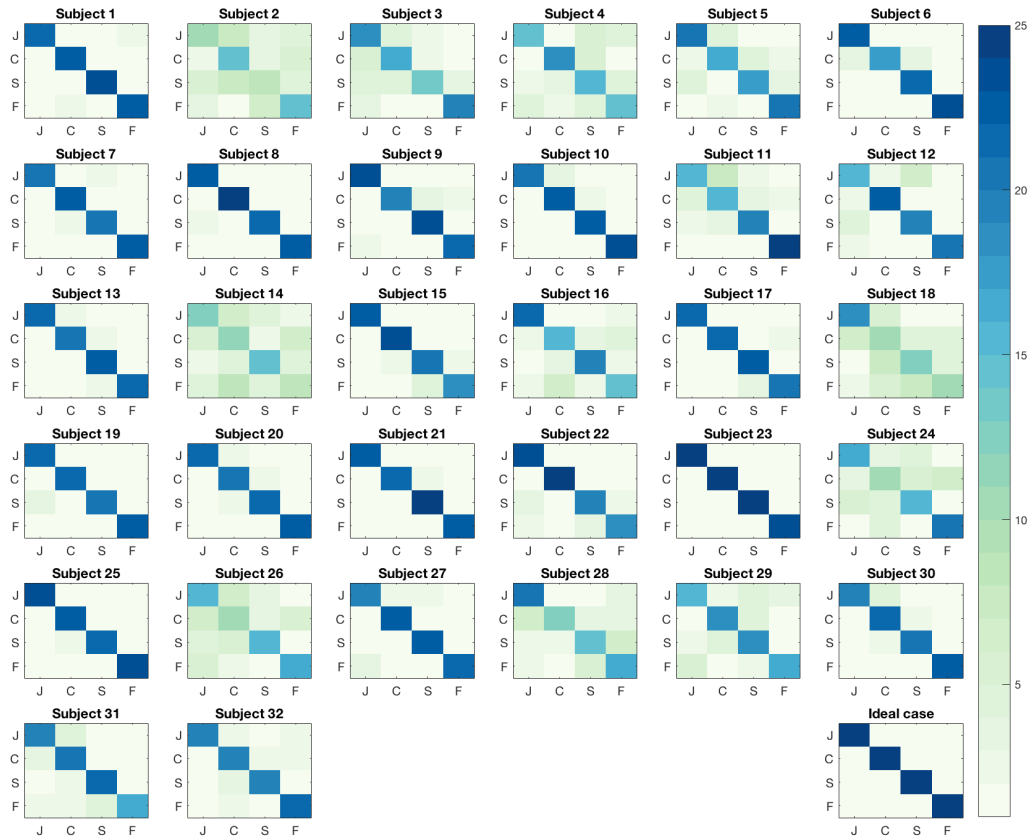 Subject 1 Subject 2 Subject 3 Subject 4 Subject 5 Subject 6
J J J J J J
C C C C C C
S S S S S S
F F F F F F
J C S F J C S F J C S F J C S F J C S F J C S F
Subject 7 Subject 8 Subject 9 Subject 10 Subject 11 Subject 12
J J J J J J
C C C C C C
S S S S S S
F F F F F F
J C S F J C S F J C S F J C S F J C S F J C S F
Subject 13 Subject 14 Subject 15 Subject 16 Subject 17 Subject 18
J J J J J J
C C C C C C
S S S S S S
F F F F F F
J C S F J C S F J C S F J C S F J C S F J C S F
Subject 19 Subject 20 Subject 21 Subject 22 Subject 23 Subject 24
J J J J J J
C C C C C C
S S S S S S
F F F F F F
J C S F J C S F J C S F J C S F J C S F J C S F
Subject 25 Subject 26 Subject 27 Subject 28 Subject 29 Subject 30
J J J J J J
C C C C C C
S S S S S S
F F F F F F
J C S F J C S F J C S F J C S F J C S F J C S F
Subject 31 Subject 32 Ideal case
J J J
C C C
S S S
F F F
J C S F J C S F J C S F
25
20
15
10
5